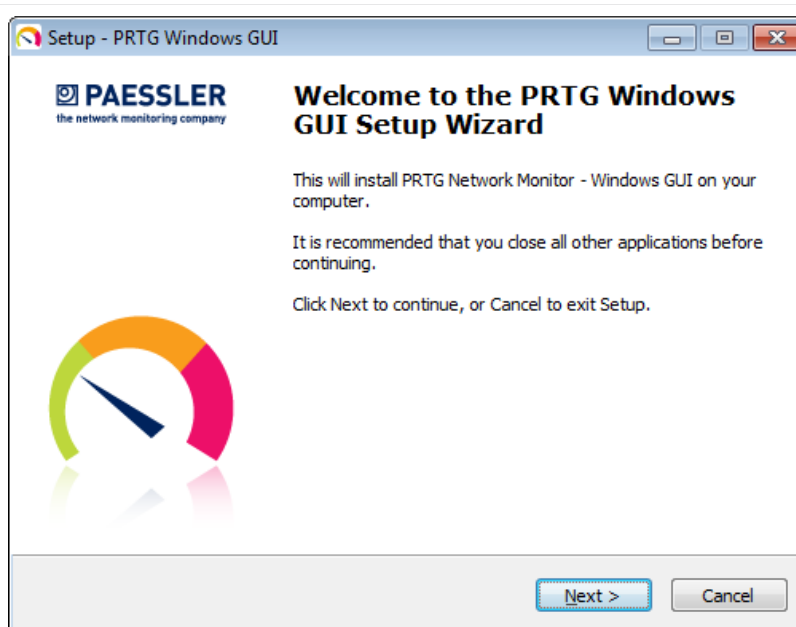 Setup - PRTG Windows GUI
PAESSLER
the network monitoring company
Welcome to the PRTG Windows
GUI Setup Wizard
This will install PRTG Network Monitor - Windows GUI on your
computer.
It is recommended that you close all other applications before
continuing.
Click Next to continue, or Cancel to exit Setup.
Next >
Cancel